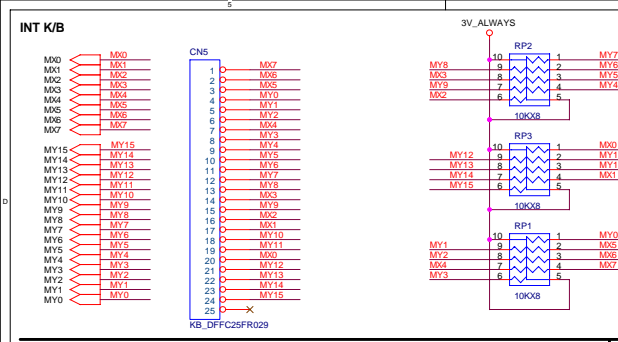 5
INT K/B
D
MX0 MX0
MX1 MX1
MX2 MX2
MX3 MX3
MX4 MX4
MX5 MX5
MX6 MX6
MX7 MX7
MY15 MY15
MY14 MY14
MY13 MY13
MY12 MY12
MY11 MY11
MY10 MY10
MY9 MY9
MY8 MY8
MY7 MY7
MY6 MY6
MY5 MY5
MY4 MY4
MY3 MY3
MY2 MY2
MY1 MY1
MY0 MY0
CN5
1 MX7
2 MX6
3 MX5
4 MY0
5 MY1
6 MY2
7 MX4
8 MY3
9 MY4
10 MY5
11 MY6
12 MY7
13 MY8
14 MX3
15 MY9
16 MX2
17 MX1
18 MY10
19 MY11
20 MX0
21 MY12
22 MY13
23 MY14
24 MY15
25
KB_DFFC25FR029
3V_ALWAYS
RP2
10 1 MY7
MY8 9 2 MY6
MX3 8 3 MY5
MY9 7 4 MY4
MX2 6 5
10KX8
RP3
10 1 MX0
MY12 9 2 MY1
MY13 8 3 MY1
MY14 7 4 MX1
MY15 6 5
10KX8
RP1
10 1 MY0
MY1 9 2 MX5
MY2 8 3 MX6
MX4 7 4 MX7
MY3 6 5
10KX8